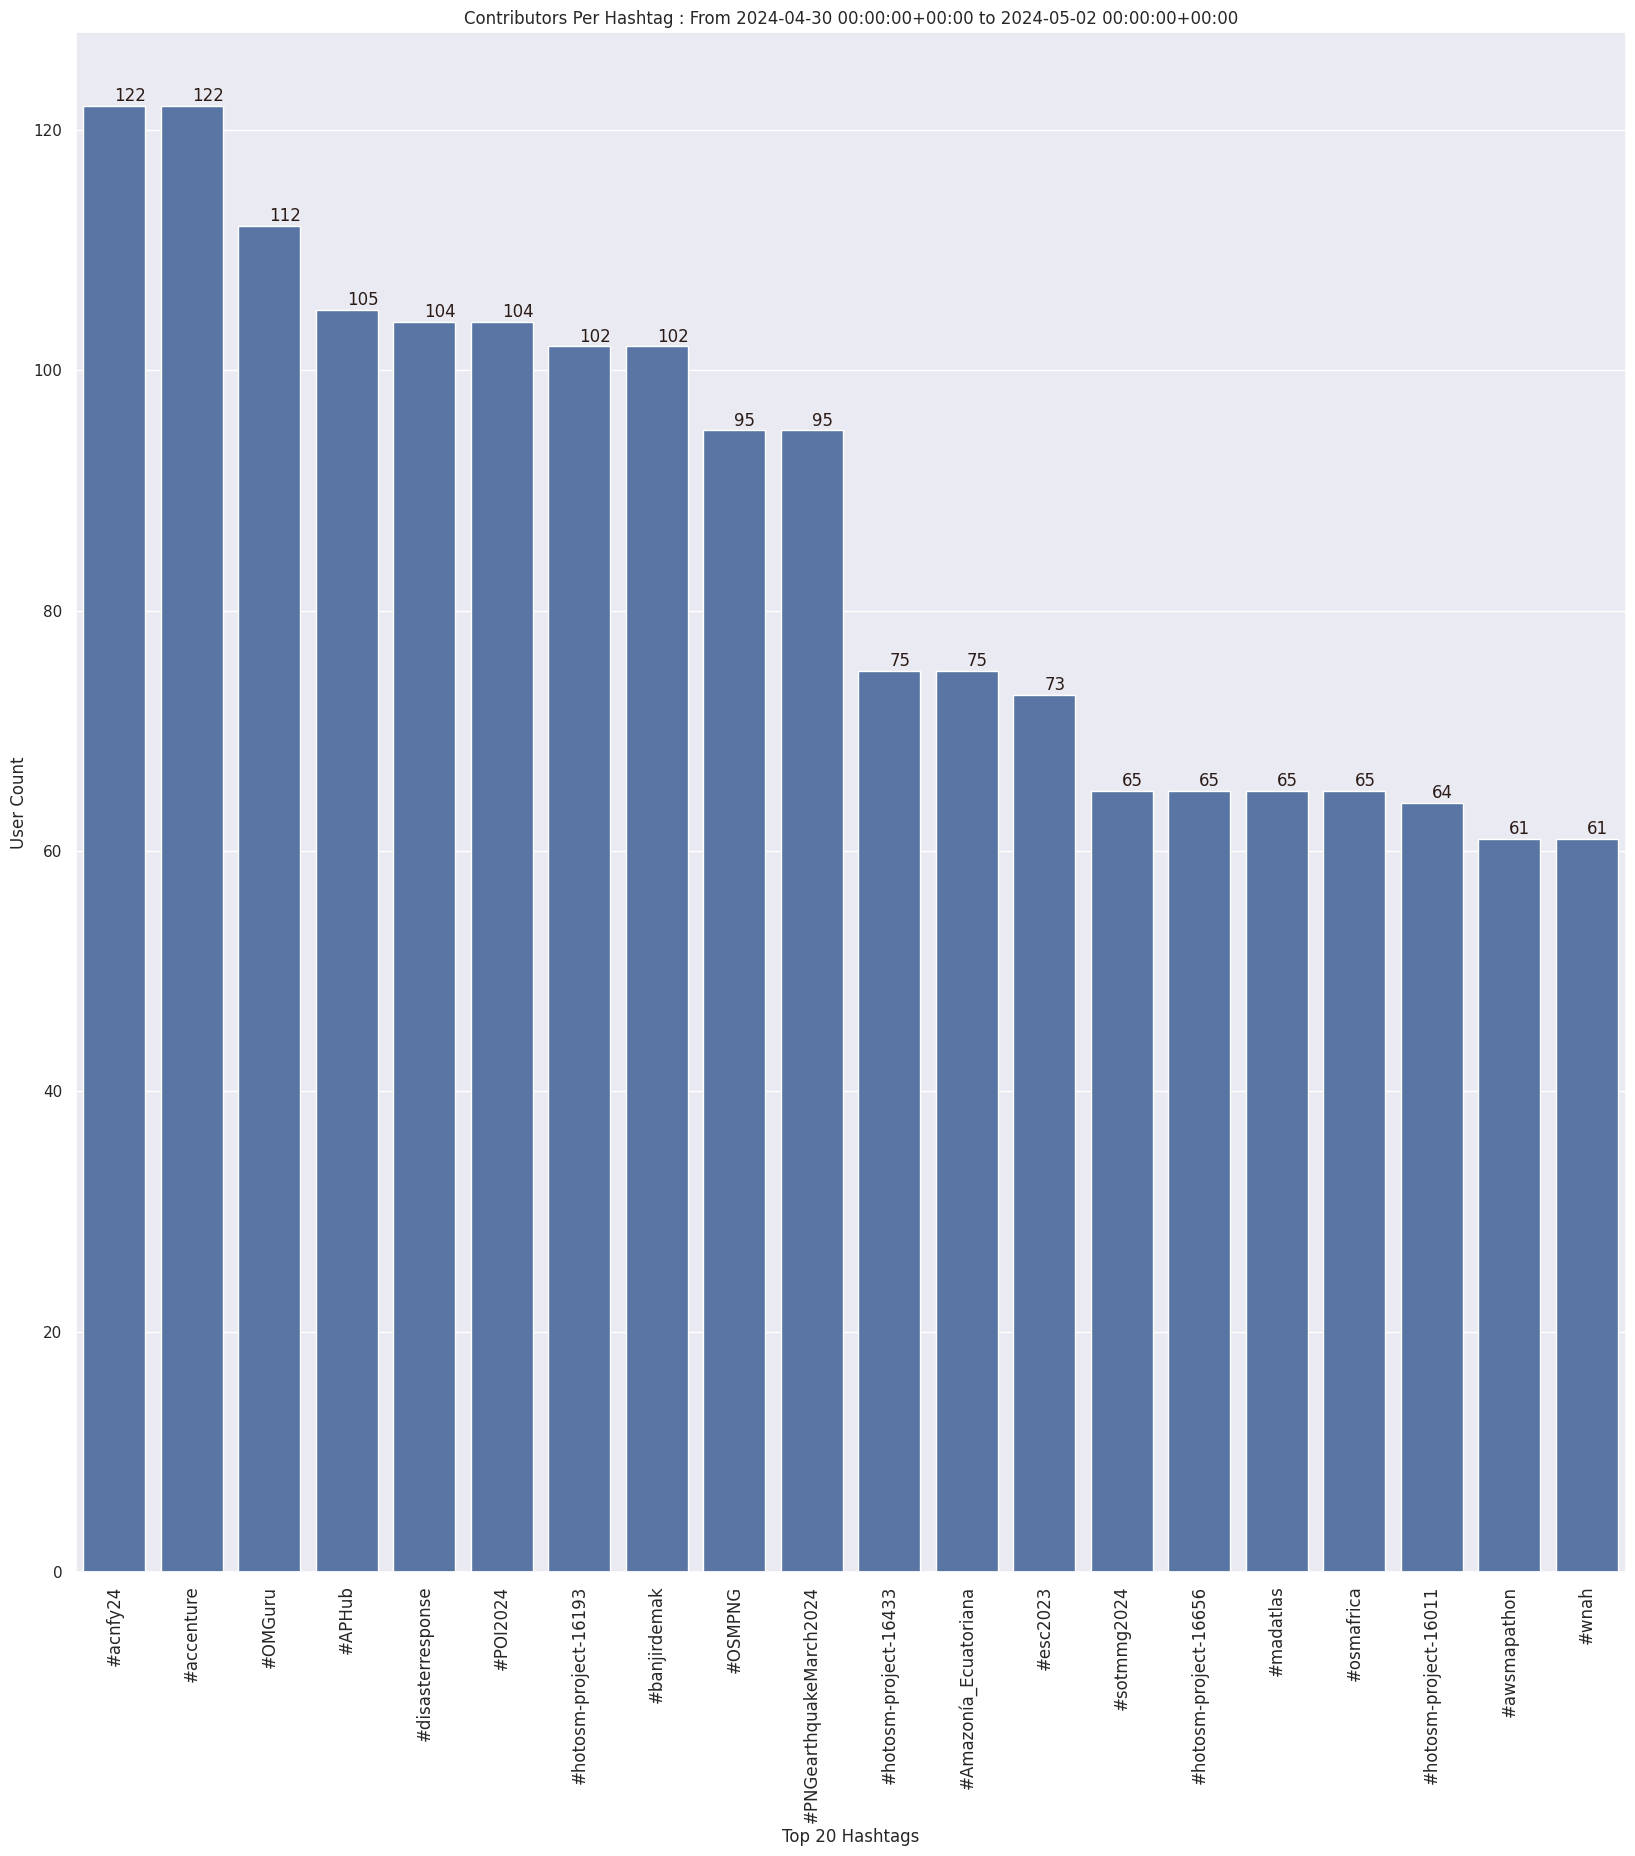 Contributors Per Hashtag : From 2024-04-30 00:00:00+00:00 to 2024-05-02 00:00:00+00:00
122
122
112
105
104
104
102
102
95
95
75
75
73
65
65
65
65
64
61
61
120
100
80
60
40
20
0
User Count
#acnfy24
#accenture
#OMGuru
#APHub
#disasterresponse
#POI2024
#hotosm-project-16193
#banjirdemak
#OSMPNG
#PNGearthquakeMarch2024
#hotosm-project-16433
#Amazonía_Ecuatoriana
#esc2023
#sotmmg2024
#hotosm-project-16656
#madatlas
#osmafrica
#hotosm-project-16011
#awsmapathon
#wnah
Top 20 Hashtags